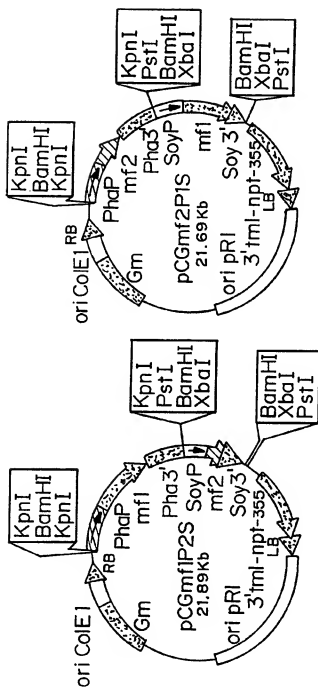 KpnI
BamHI
KpnI
ori ColE1
RB
PhaP
mf1
Gm
Pha3'
KpnI
PstI
BamHI
XbaI
SoyP
pCGmf1P2S
21.89Kb
mf2
Soy3'
ori pRI
3'tml-npt-35S
LB
BamHI
XbaI
PstI
KpnI
BamHI
KpnI
ori ColE1
RB
PhaP
mf2
Gm
Pha3'
KpnI
PstI
BamHI
XbaI
SoyP
pCGmf2P1S
21.69Kb
mf1
Soy 3'
ori pRI
3'tml-npt-35S
LB
BamHI
XbaI
PstI